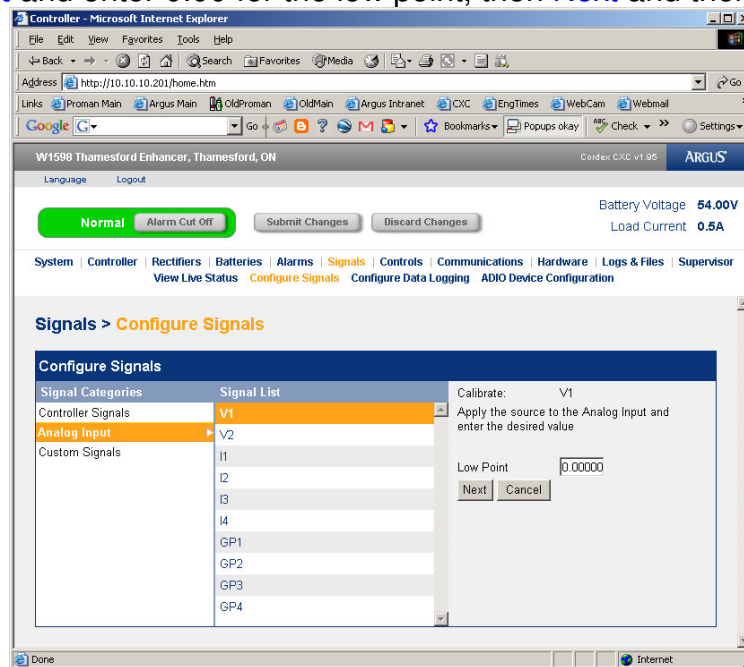 t and enter 0.00 for the low point, then Next and then
Controller - Microsoft Internet Explorer
File Edit View Favorites Tools Help
Back Search Favorites Media
Address http://10.10.10.201/home.htm Go
Links Proman Main Argus Main OldProman OldMain Argus Intranet CXC EngTimes WebCam Webmail
Google G Go Bookmarks Popups okay ABC Check Settings
W1598 Thamesford Enhancer, Thamesford, ON Cordex CXC v1.95 ARGUS
Language Logout
Normal Alarm Cut Off Submit Changes Discard Changes
Battery Voltage 54.00V
Load Current 0.5A
System | Controller | Rectifiers | Batteries | Alarms | Signals | Controls | Communications | Hardware | Logs & Files | Supervisor
View Live Status Configure Signals Configure Data Logging ADIO Device Configuration
Signals > Configure Signals
Configure Signals
Signal Categories
Controller Signals
Analog Input
Custom Signals
Signal List
V1
V2
I1
I2
I3
I4
GP1
GP2
GP3
GP4
Calibrate: V1
Apply the source to the Analog Input and
enter the desired value
Low Point 0.00000
Next Cancel
Done Internet